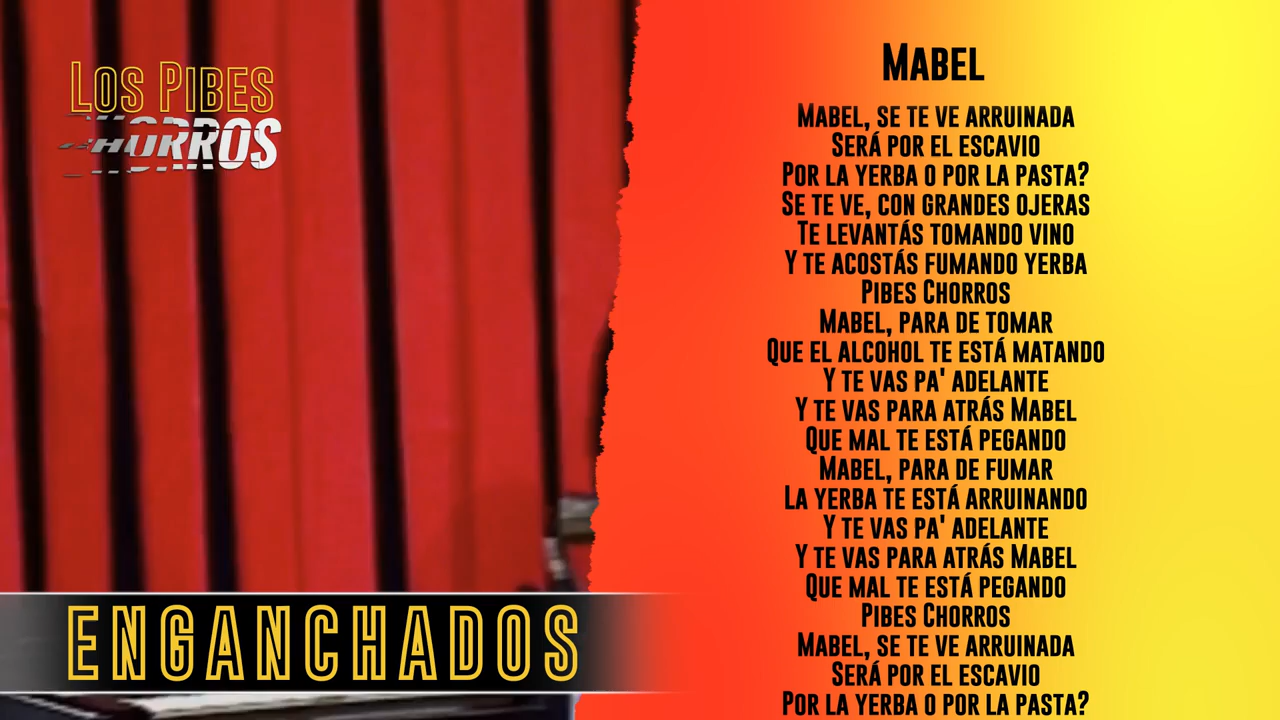 Los Pibes
Chorros
ENGANCHADOS
Mabel
Mabel, se te ve arruinada
Será por el escavio
Por la yerba o por la pasta?
Se te ve, con grandes ojeras
Te levantás tomando vino
Y te acostás fumando yerba
Pibes Chorros
Mabel, para de tomar
Que el alcohol te está matando
Y te vas pa' adelante
Y te vas para atrás Mabel
Que mal te está pegando
Mabel, para de fumar
La yerba te está arruinando
Y te vas pa' adelante
Y te vas para atrás Mabel
Que mal te está pegando
Pibes Chorros
Mabel, se te ve arruinada
Será por el escavio
Por la yerba o por la pasta?